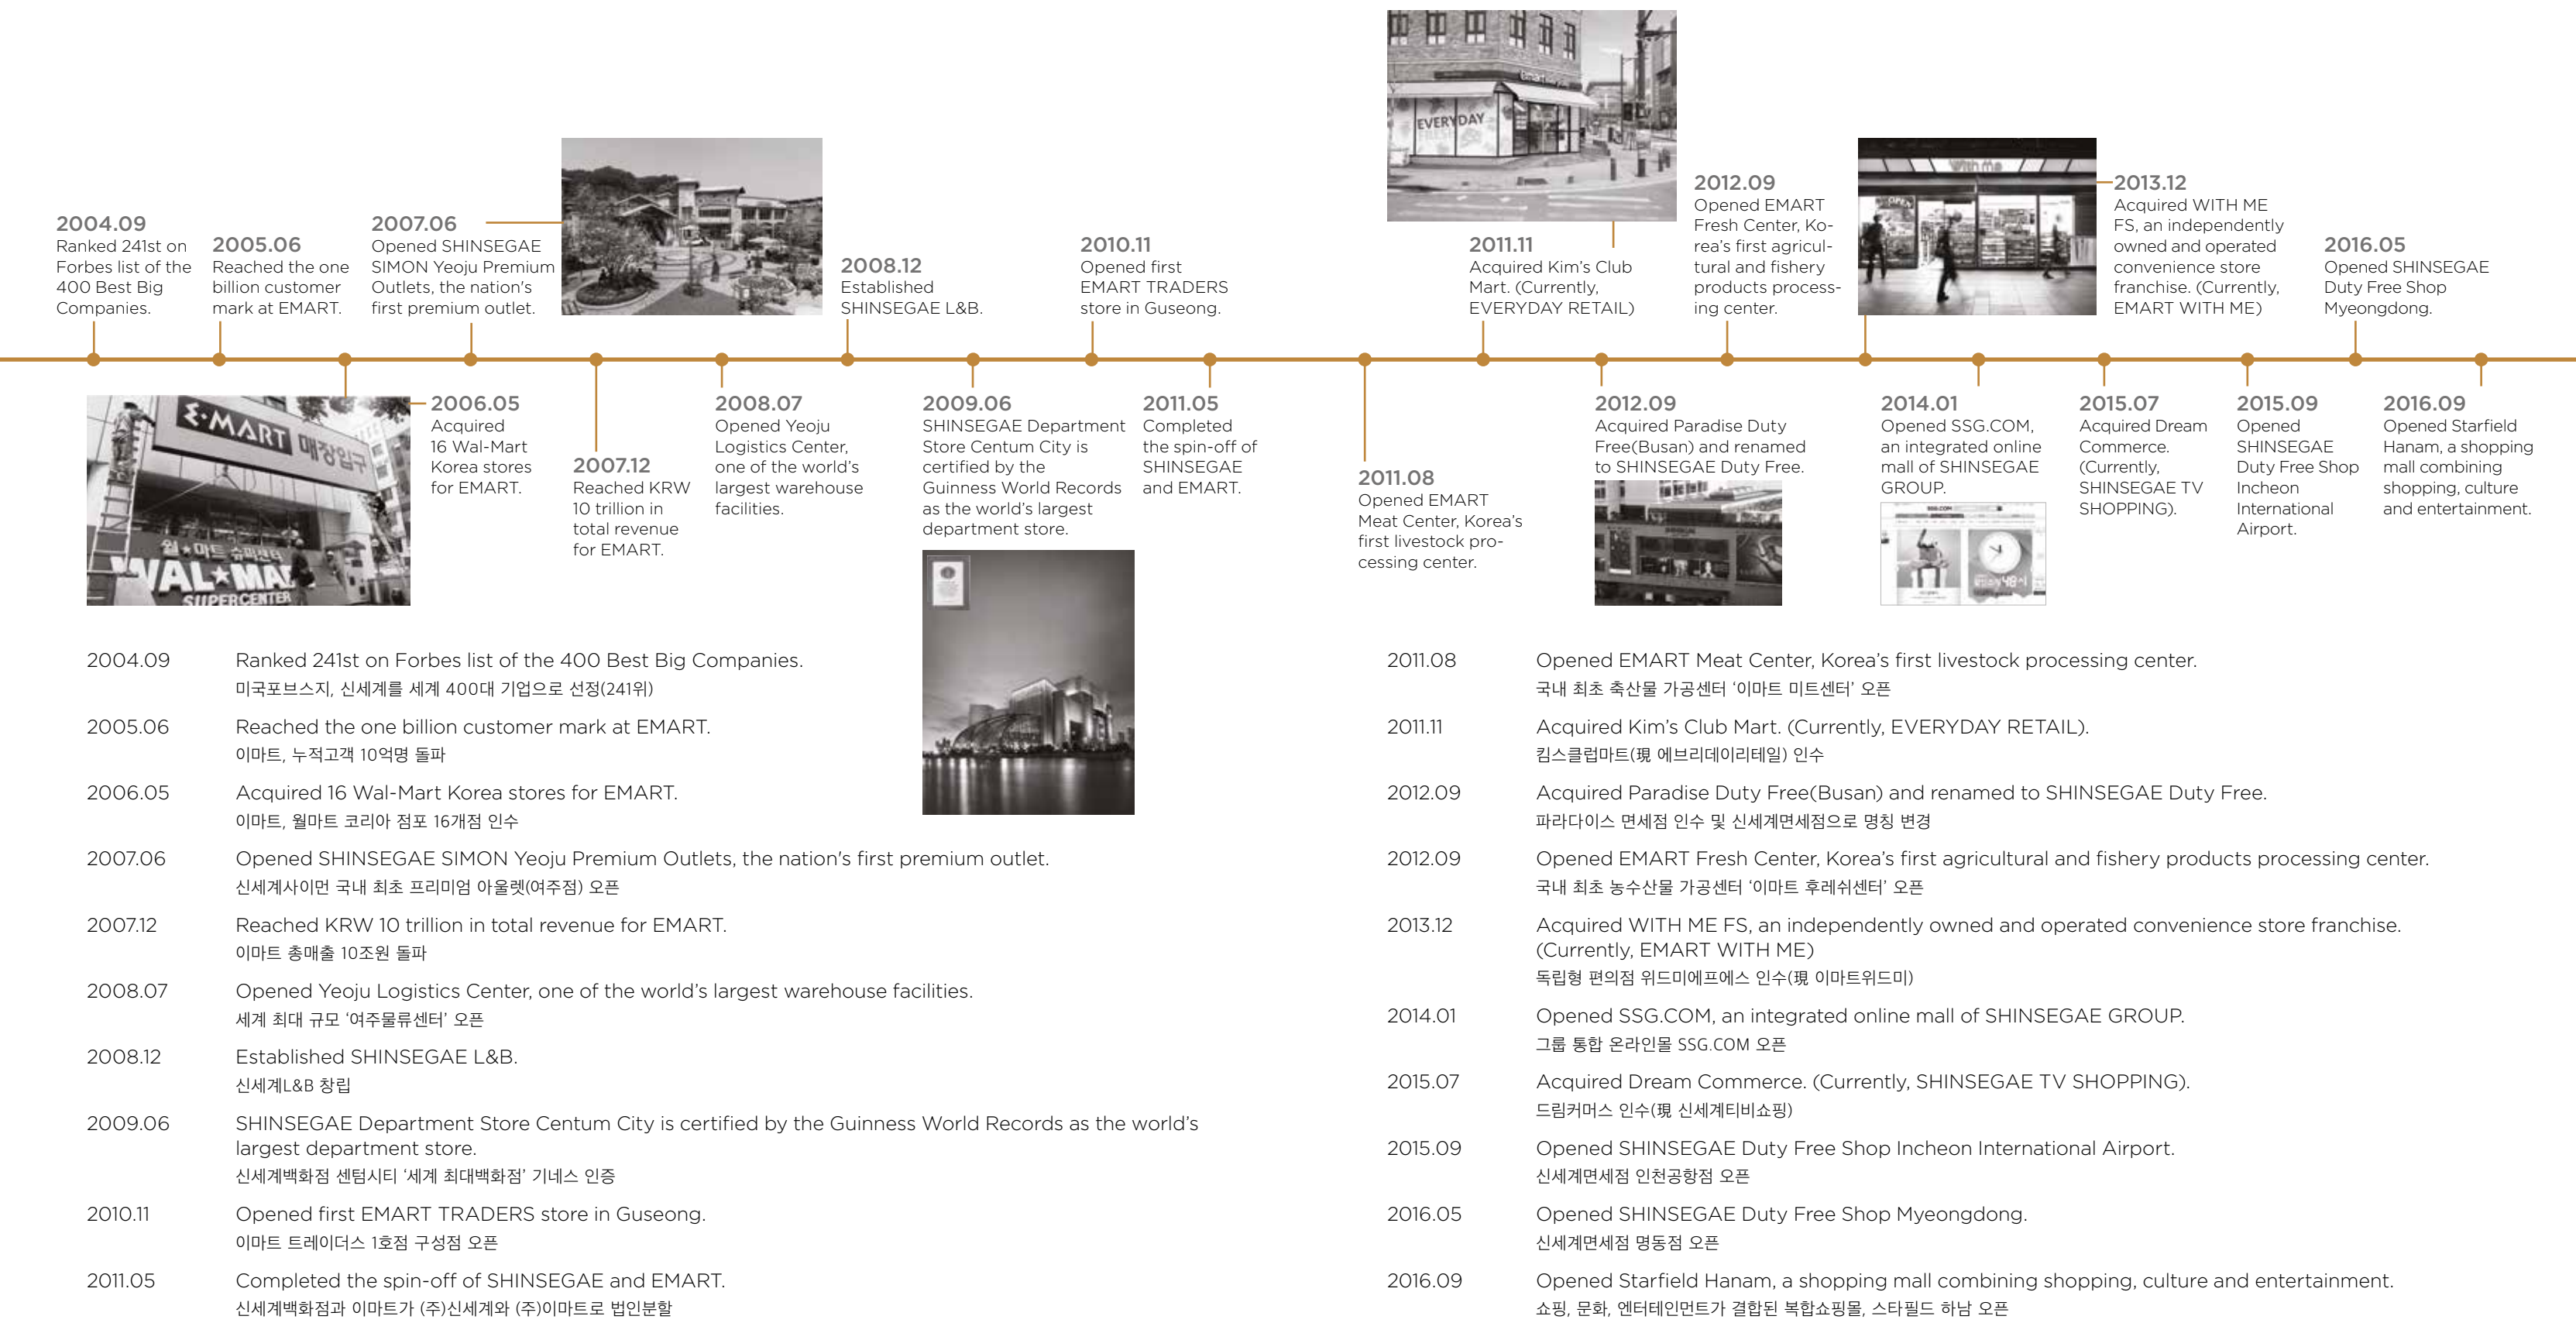 2004.09
Ranked 241st on
Forbes list of the
400 Best Big
Companies.
2005.06
Reached the one
billion customer
mark at EMART.
2007.06
Opened SHINSEGAE
SIMON Yeoju Premium
Outlets, the nation's
first premium outlet.
2008.12
Established
SHINSEGAE L&B.
2010.11
Opened first
EMART TRADERS
store in Guseong.
EVERYDAY
2011.11
Acquired Kim's Club
Mart. (Currently,
EVERYDAY RETAIL)
2012.09
Opened EMART
Fresh Center, Ko-
rea's first agricul-
tural and fishery
products process-
ing center.
With me
2013.12
Acquired WITH ME
FS, an independently
owned and operated
convenience store
franchise. (Currently,
EMART WITH ME)
2016.05
Opened SHINSEGAE
Duty Free Shop
Myeongdong.
E·MART 매장입구
월★마트 슈퍼센터
WAL★MA
SUPERCENTER
2006.05
Acquired
16 Wal-Mart
Korea stores
for EMART.
2007.12
Reached KRW
10 trillion in
total revenue
for EMART.
2008.07
Opened Yeoju
Logistics Center,
one of the world's
largest warehouse
facilities.
2009.06
SHINSEGAE Department
Store Centum City is
certified by the
Guinness World Records
as the world's largest
department store.
2011.05
Completed
the spin-off of
SHINSEGAE
and EMART.
2011.08
Opened EMART
Meat Center, Korea's
first livestock pro-
cessing center.
2012.09
Acquired Paradise Duty
Free(Busan) and renamed
to SHINSEGAE Duty Free.
2014.01
Opened SSG.COM,
an integrated online
mall of SHINSEGAE
GROUP.
SSG.COM
2015.07
Acquired Dream
Commerce.
(Currently,
SHINSEGAE TV
SHOPPING).
2015.09
Opened
SHINSEGAE
Duty Free Shop
Incheon
International
Airport.
2016.09
Opened Starfield
Hanam, a shopping
mall combining
shopping, culture
and entertainment.
2004.09 Ranked 241st on Forbes list of the 400 Best Big Companies.
미국포브스지, 신세계를 세계 400대 기업으로 선정(241위)
2005.06 Reached the one billion customer mark at EMART.
이마트, 누적고객 10억명 돌파
2006.05 Acquired 16 Wal-Mart Korea stores for EMART.
이마트, 월마트 코리아 점포 16개점 인수
2007.06 Opened SHINSEGAE SIMON Yeoju Premium Outlets, the nation's first premium outlet.
신세계사이먼 국내 최초 프리미엄 아울렛(여주점) 오픈
2007.12 Reached KRW 10 trillion in total revenue for EMART.
이마트 총매출 10조원 돌파
2008.07 Opened Yeoju Logistics Center, one of the world's largest warehouse facilities.
세계 최대 규모 '여주물류센터' 오픈
2008.12 Established SHINSEGAE L&B.
신세계L&B 창립
2009.06 SHINSEGAE Department Store Centum City is certified by the Guinness World Records as the world's
largest department store.
신세계백화점 센텀시티 '세계 최대백화점' 기네스 인증
2010.11 Opened first EMART TRADERS store in Guseong.
이마트 트레이더스 1호점 구성점 오픈
2011.05 Completed the spin-off of SHINSEGAE and EMART.
신세계백화점과 이마트가 (주)신세계와 (주)이마트로 법인분할
2011.08 Opened EMART Meat Center, Korea's first livestock processing center.
국내 최초 축산물 가공센터 '이마트 미트센터' 오픈
2011.11 Acquired Kim's Club Mart. (Currently, EVERYDAY RETAIL).
킴스클럽마트(現 에브리데이리테일) 인수
2012.09 Acquired Paradise Duty Free(Busan) and renamed to SHINSEGAE Duty Free.
파라다이스 면세점 인수 및 신세계면세점으로 명칭 변경
2012.09 Opened EMART Fresh Center, Korea's first agricultural and fishery products processing center.
국내 최초 농수산물 가공센터 '이마트 후레쉬센터' 오픈
2013.12 Acquired WITH ME FS, an independently owned and operated convenience store franchise.
(Currently, EMART WITH ME)
독립형 편의점 위드미에프에스 인수(現 이마트위드미)
2014.01 Opened SSG.COM, an integrated online mall of SHINSEGAE GROUP.
그룹 통합 온라인몰 SSG.COM 오픈
2015.07 Acquired Dream Commerce. (Currently, SHINSEGAE TV SHOPPING).
드림커머스 인수(現 신세계티비쇼핑)
2015.09 Opened SHINSEGAE Duty Free Shop Incheon International Airport.
신세계면세점 인천공항점 오픈
2016.05 Opened SHINSEGAE Duty Free Shop Myeongdong.
신세계면세점 명동점 오픈
2016.09 Opened Starfield Hanam, a shopping mall combining shopping, culture and entertainment.
쇼핑, 문화, 엔터테인먼트가 결합된 복합쇼핑몰, 스타필드 하남 오픈